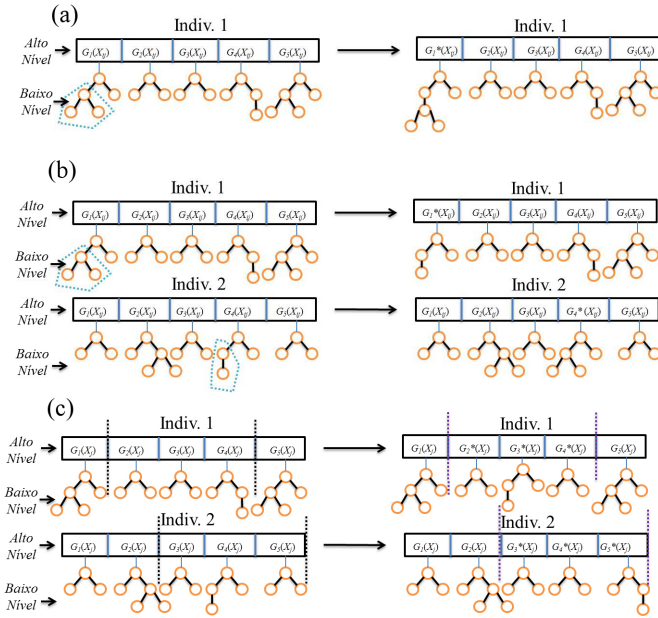 (a)
Indiv. 1
Alto Nível
G1(Xij) G2(Xij) G3(Xij) G4(Xij) G5(Xij)
Baixo Nível
G1*(Xij) G2(Xij) G3(Xij) G4(Xij) G5(Xij)
(b)
Indiv. 1
Alto Nível
G1(Xij) G2(Xij) G3(Xij) G4(Xij) G5(Xij)
Baixo Nível
Indiv. 1
G1*(Xij) G2(Xij) G3(Xij) G4(Xij) G5(Xij)
Indiv. 2
Alto Nível
G1(Xij) G2(Xij) G3(Xij) G4(Xij) G5(Xij)
Baixo Nível
Indiv. 2
G1(Xij) G2(Xij) G3(Xij) G4*(Xij) G5(Xij)
(c)
Indiv. 1
Alto Nível
G1(Xj) G2(Xj) G3(Xj) G4(Xj) G5(Xj)
Baixo Nível
Indiv. 1
G1(Xj) G2*(Xj) G3*(Xj) G4*(Xj) G5(Xj)
Indiv. 2
Alto Nível
G1(Xj) G2(Xj) G3(Xj) G4(Xj) G5(Xj)
Baixo Nível
Indiv. 2
G1(Xj) G2(Xj) G3*(Xj) G4*(Xj) G5*(Xj)